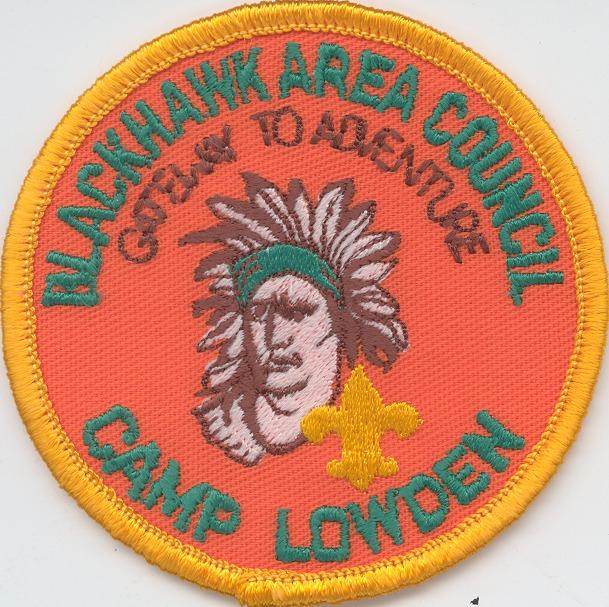 BLACKHAWK AREA COUNCIL
GATEWAY TO ADVENTURE
CAMP LOWDEN